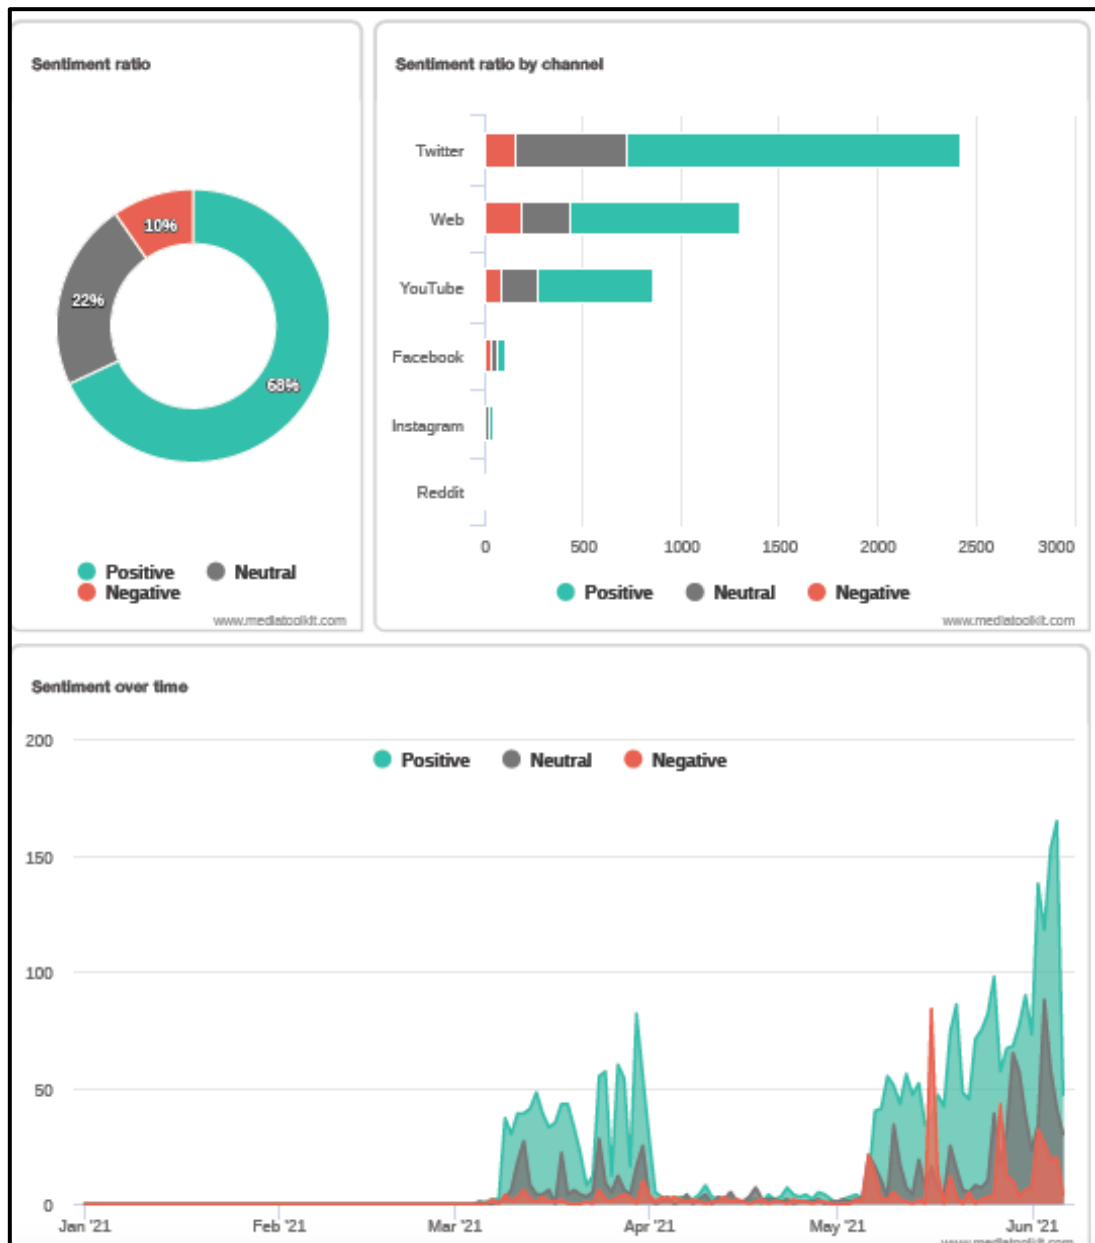 Sentiment ratio
10%
22%
68%
Positive
Neutral
Negative
www.mediatoolkit.com
Sentiment ratio by channel
Twitter
Web
YouTube
Facebook
Instagram
Reddit
0 500 1000 1500 2000 2500 3000
Positive Neutral Negative
www.mediatoolkit.com
Sentiment over time
Positive Neutral Negative
200
150
100
50
0
Jan '21 Feb '21 Mar '21 Apr '21 May '21 Jun '21
www.mediatoolkit.com